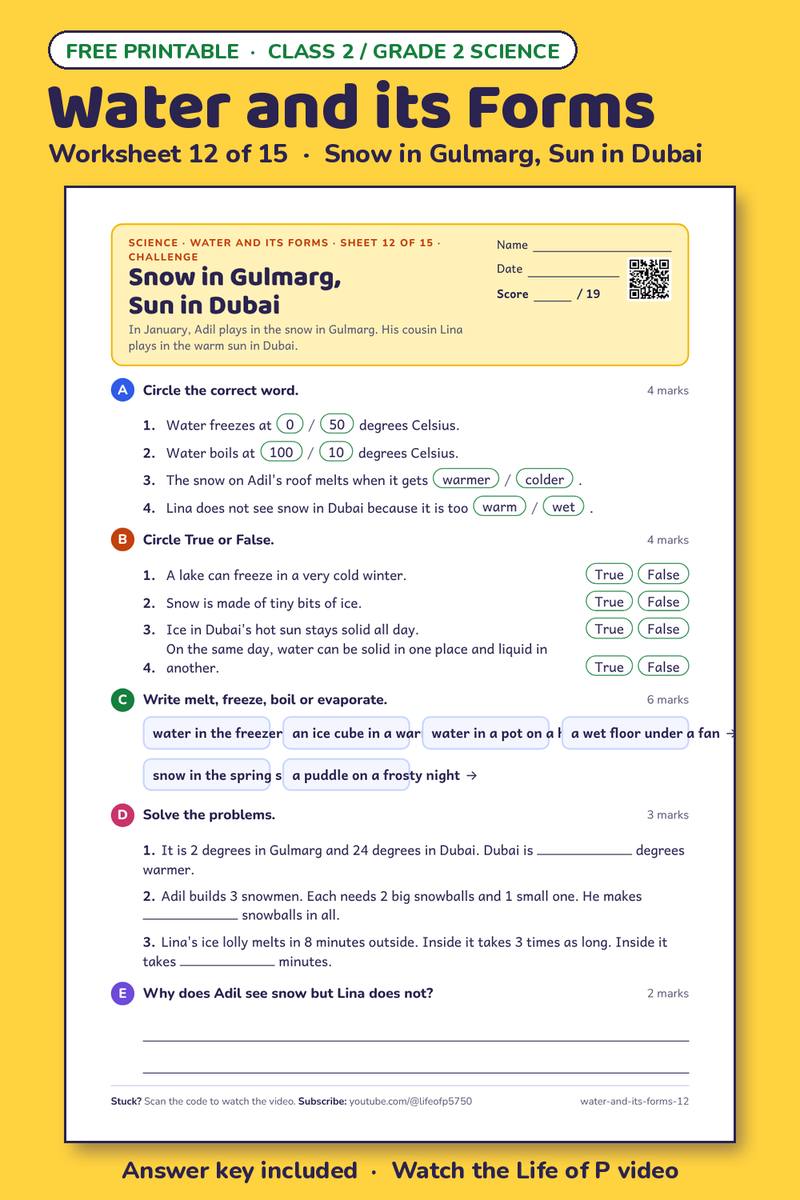 FREE PRINTABLE · CLASS 2 / GRADE 2 SCIENCE
Water and its Forms
Worksheet 12 of 15 · Snow in Gulmarg, Sun in Dubai
SCIENCE · WATER AND ITS FORMS · SHEET 12 OF 15 ·
CHALLENGE
Snow in Gulmarg,
Sun in Dubai
In January, Adil plays in the snow in Gulmarg. His cousin Lina
plays in the warm sun in Dubai.
Name
Date
Score / 19
A Circle the correct word. 4 marks
1. Water freezes at 0 / 50 degrees Celsius.
2. Water boils at 100 / 10 degrees Celsius.
3. The snow on Adil's roof melts when it gets warmer / colder .
4. Lina does not see snow in Dubai because it is too warm / wet .
B Circle True or False. 4 marks
1. A lake can freeze in a very cold winter. True False
2. Snow is made of tiny bits of ice. True False
3. Ice in Dubai's hot sun stays solid all day. True False
On the same day, water can be solid in one place and liquid in
4. another. True False
C Write melt, freeze, boil or evaporate. 6 marks
water in the freezer an ice cube in a war water in a pot on a a wet floor under a fan →
snow in the spring s a puddle on a frosty night →
D Solve the problems. 3 marks
1. It is 2 degrees in Gulmarg and 24 degrees in Dubai. Dubai is degrees
warmer.
2. Adil builds 3 snowmen. Each needs 2 big snowballs and 1 small one. He makes
snowballs in all.
3. Lina's ice lolly melts in 8 minutes outside. Inside it takes 3 times as long. Inside it
takes minutes.
E Why does Adil see snow but Lina does not? 2 marks
Stuck? Scan the code to watch the video. Subscribe: youtube.com/@lifeofp5750 water-and-its-forms-12
Answer key included · Watch the Life of P video